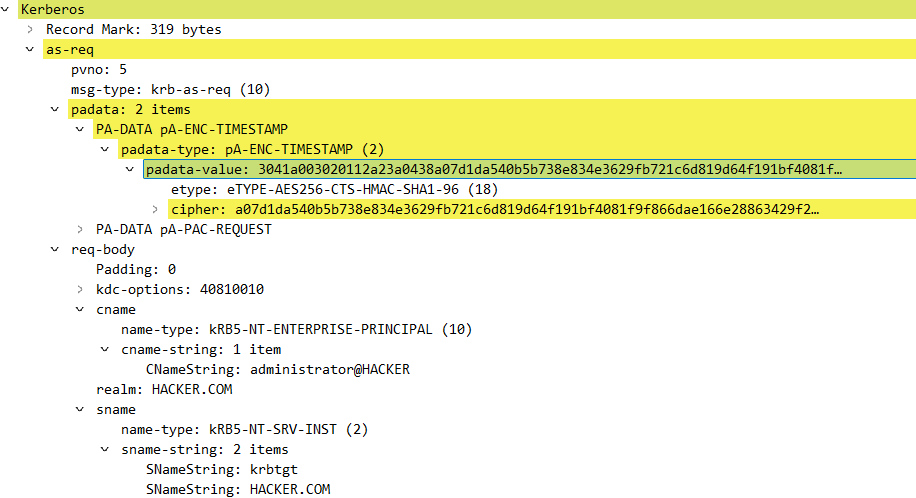 Kerberos
Record Mark: 319 bytes
as-req
pvno: 5
msg-type: krb-as-req (10)
padata: 2 items
PA-DATA pA-ENC-TIMESTAMP
padata-type: pA-ENC-TIMESTAMP (2)
padata-value: 3041a003020112a23a0438a07d1da540b5b738e834e3629fb721c6d819d64f191bf4081f…
etype: eTYPE-AES256-CTS-HMAC-SHA1-96 (18)
cipher: a07d1da540b5b738e834e3629fb721c6d819d64f191bf4081f9f866dae166e28863429f2…
PA-DATA pA-PAC-REQUEST
req-body
Padding: 0
kdc-options: 40810010
cname
name-type: kRB5-NT-ENTERPRISE-PRINCIPAL (10)
cname-string: 1 item
CNameString: administrator@HACKER
realm: HACKER.COM
sname
name-type: kRB5-NT-SRV-INST (2)
sname-string: 2 items
SNameString: krbtgt
SNameString: HACKER.COM